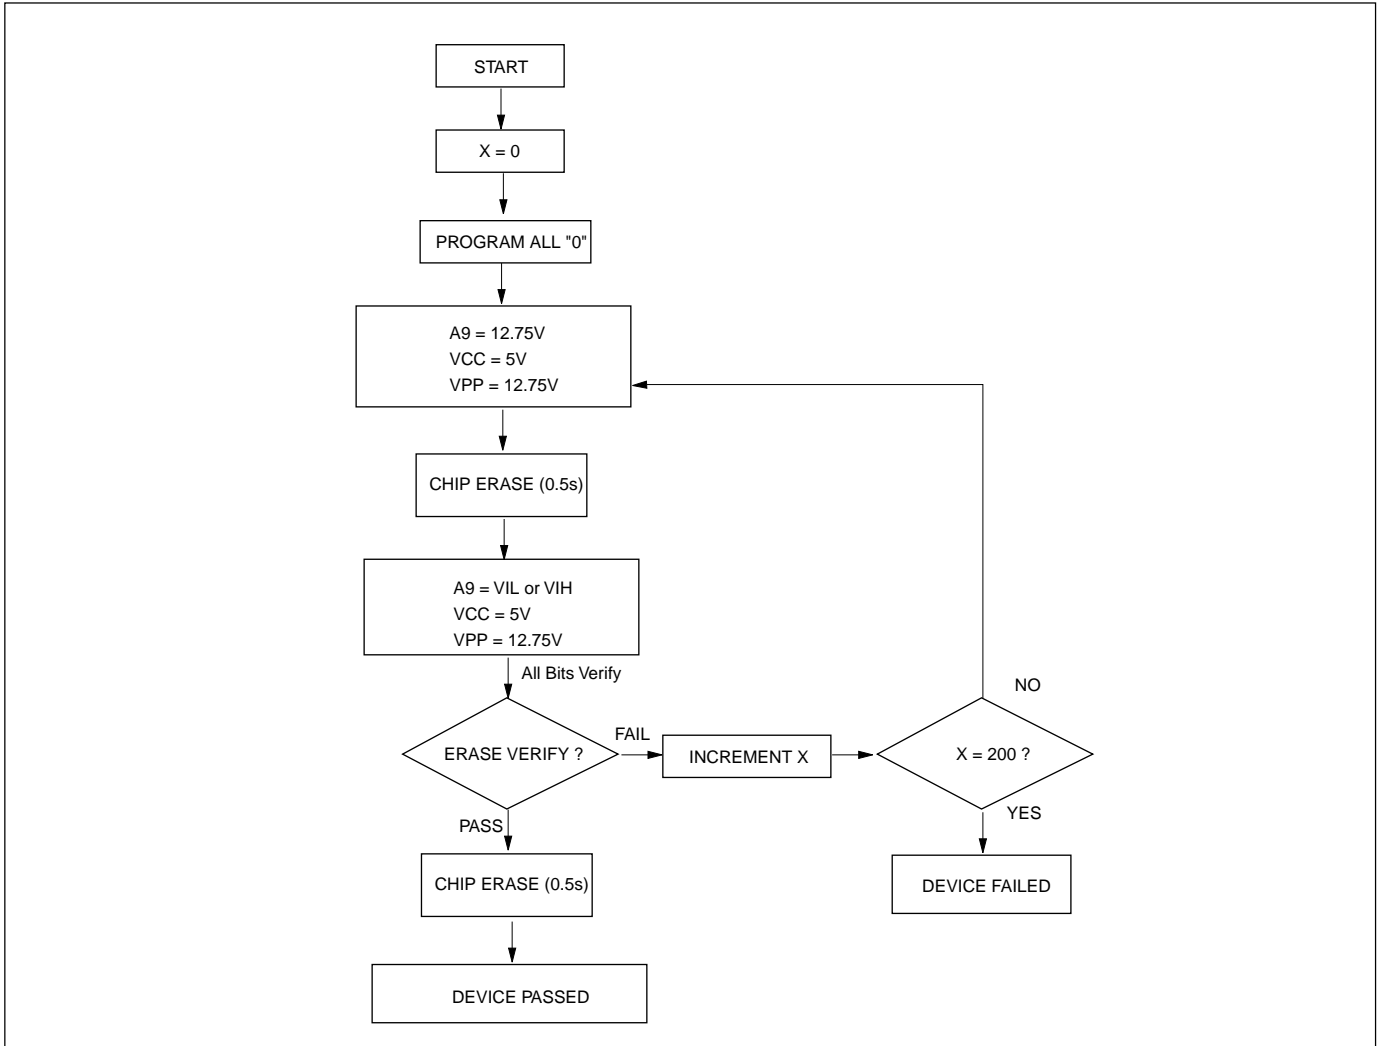 START
X = 0
PROGRAM ALL "0"
A9 = 12.75V
VCC = 5V
VPP = 12.75V
CHIP ERASE (0.5s)
A9 = VIL or VIH
VCC = 5V
VPP = 12.75V
All Bits Verify
ERASE VERIFY ?
FAIL
INCREMENT X
X = 200 ?
NO
YES
DEVICE FAILED
PASS
CHIP ERASE (0.5s)
DEVICE PASSED